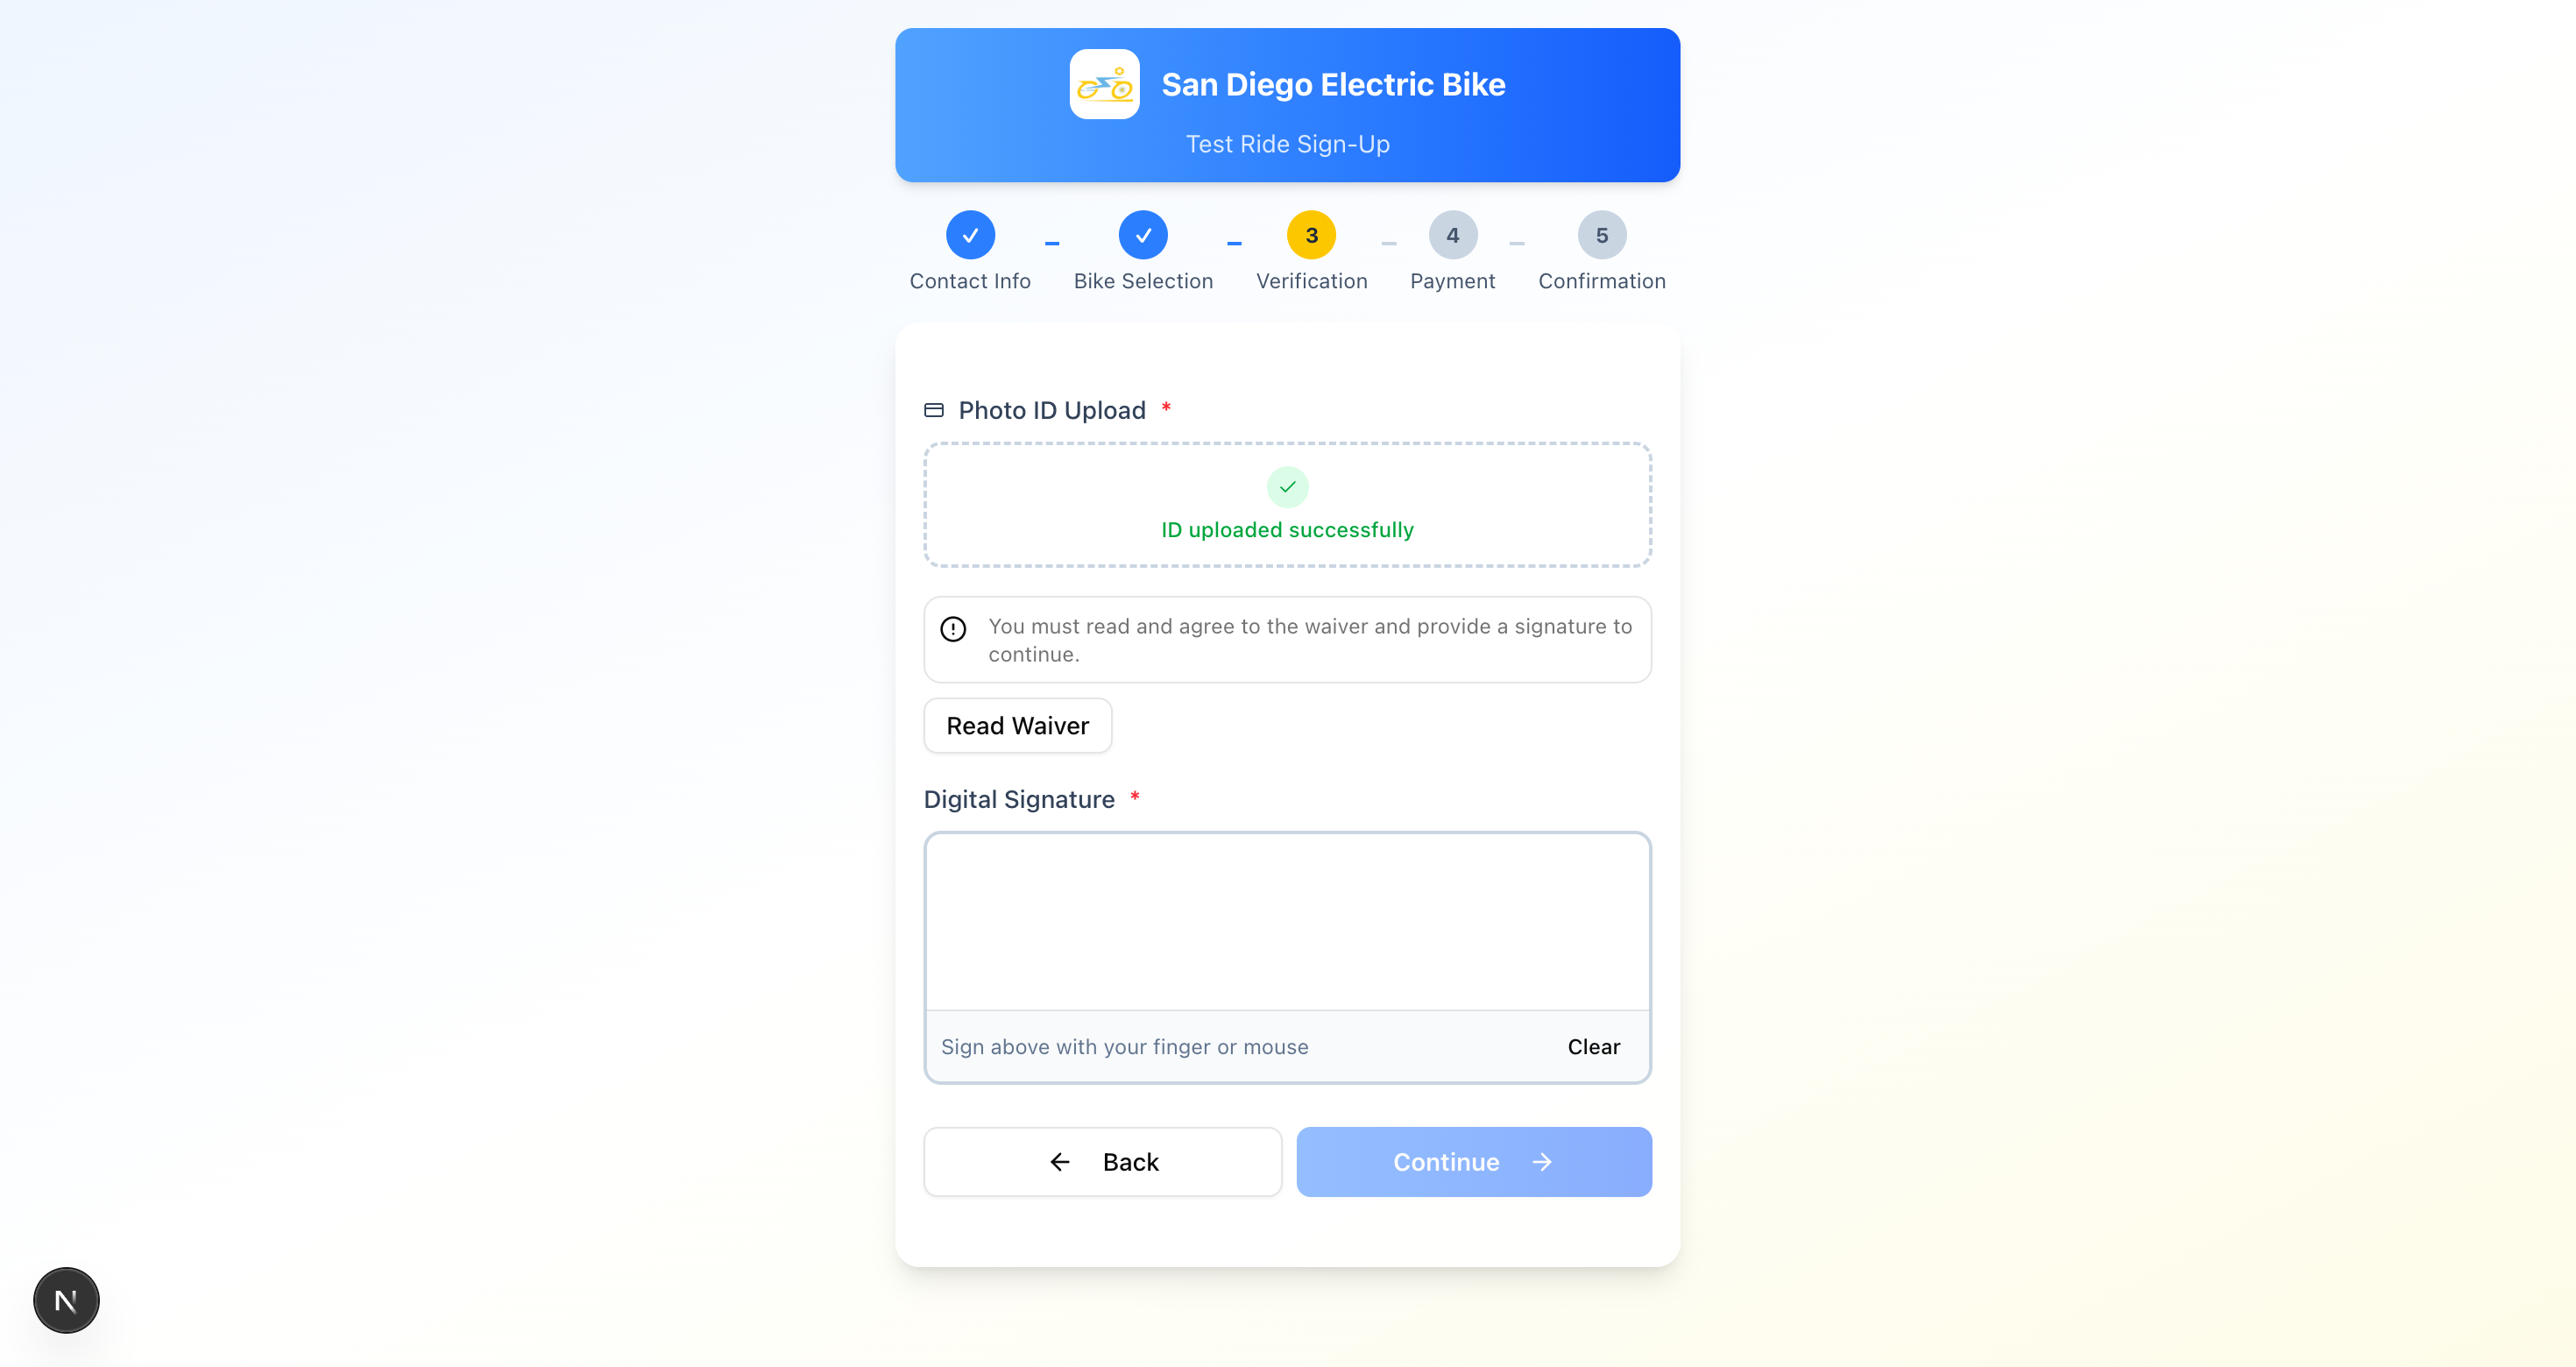 San Diego Electric Bike
Test Ride Sign-Up
3
4
5
Contact Info
Bike Selection
Verification
Payment
Confirmation
Photo ID Upload *
ID uploaded successfully
You must read and agree to the waiver and provide a signature to
continue.
Read Waiver
Digital Signature *
Sign above with your finger or mouse
Clear
Back
Continue
N